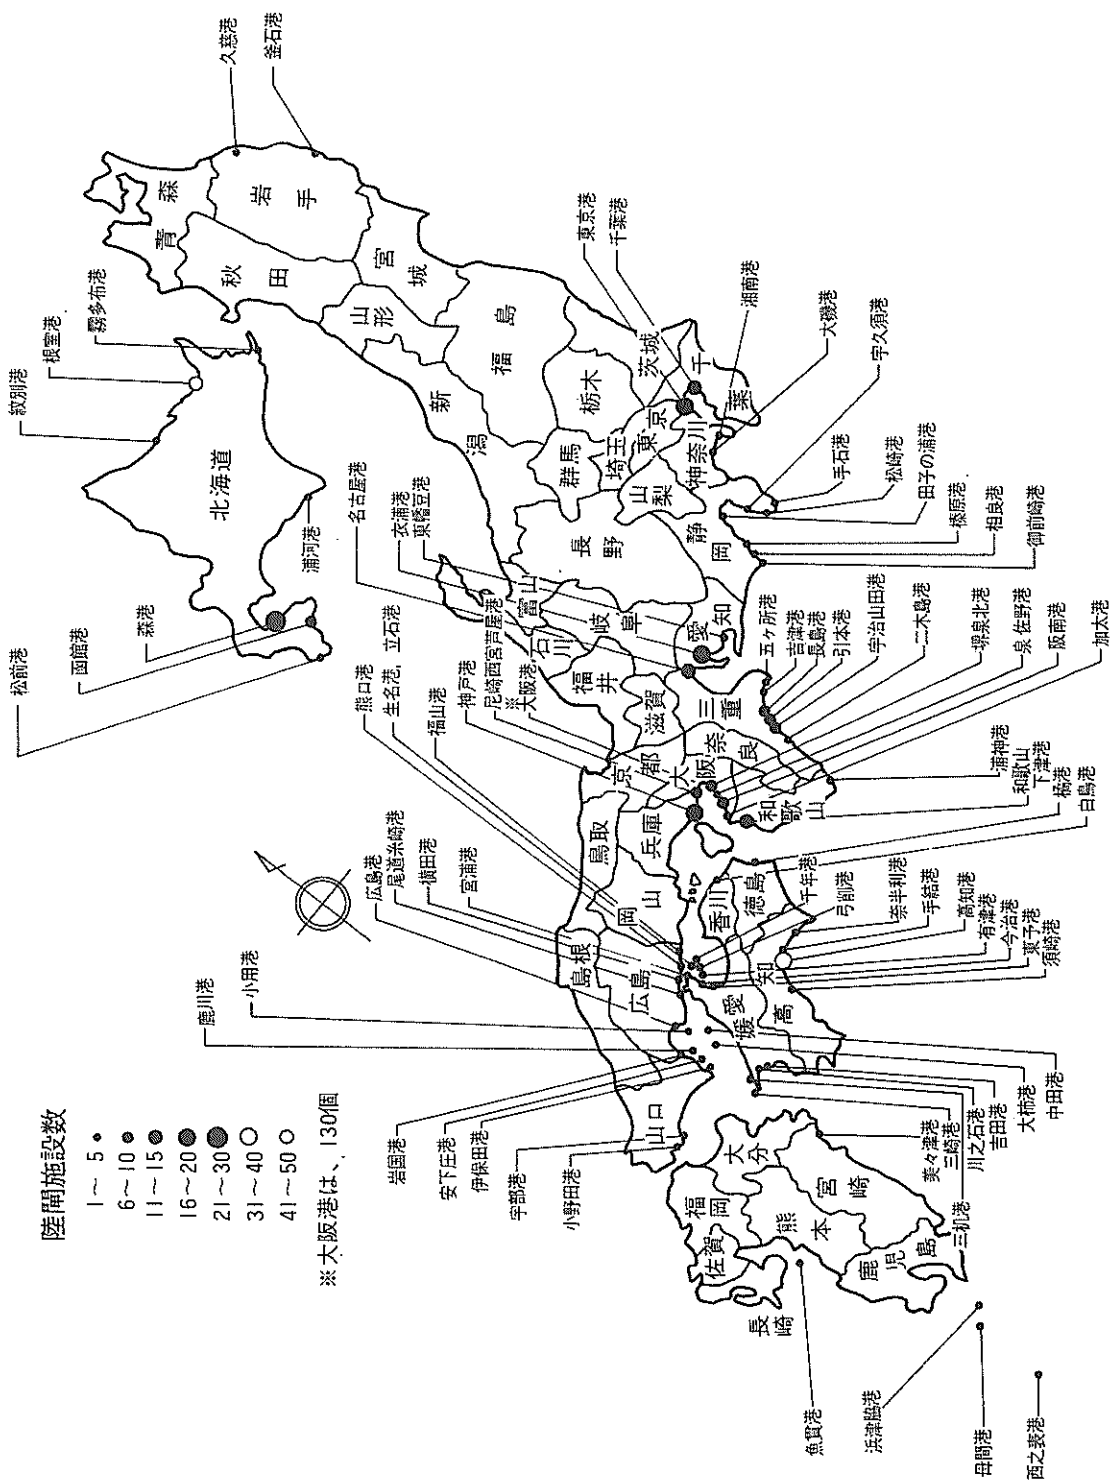 陸閘施設数
1～5
6～10
11～15
16～20
21～30
31～40
41～50
※大阪港は、130個
松前港
函館港
森港
紋別港
根室港
霧多布港
浦河港
北海道
久慈港
釜石港
青森
岩手
秋田
宮城
山形
福島
新潟
栃木
群馬
茨城
埼玉
千葉
東京
神奈川
山梨
長野
静岡
富山
石川
岐阜
愛知
福井
滋賀
三重
京都
大阪
奈良
和歌山
兵庫
鳥取
岡山
島根
広島
山口
香川
徳島
愛媛
高知
福岡
佐賀
長崎
大分
熊本
宮崎
鹿児島
東京港
千葉港
湘南港
大磯港
宇久須港
手石港
松崎港
田子の浦港
榛原港
相良港
御前崎港
名古屋港
衣浦港
東幡豆港
五ヶ所港
吉津港
長島港
引本港
宇治山田港
二木島港
堺泉北港
泉佐野港
阪南港
加太港
浦神港
和歌山下津港
橘港
白鳥港
神戸港
尼崎西宮芦屋港
※大阪港
熊口港
生名港，立石港
福山港
広島港
尾道糸崎港
横田港
宮浦港
鹿川港
小用港
千年港
弓削港
奈半利港
手結港
高知港
有津港
今治港
東予港
須崎港
岩国港
安下庄港
伊保田港
宇部港
小野田港
中田港
大柿港
吉田港
川之石港
三崎港
美々津港
三机港
魚貫港
浜津脇港
母間港
西之表港